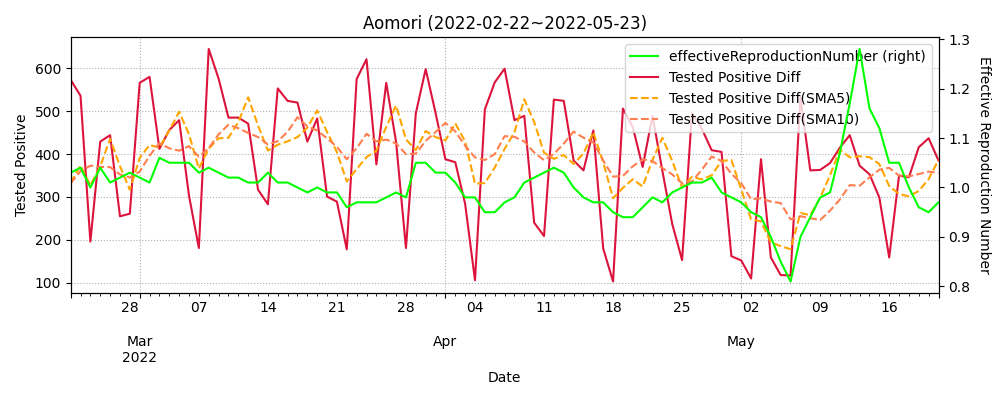 Aomori (2022-02-22~2022-05-23)
effectiveReproductionNumber (right)
Tested Positive Diff
Tested Positive Diff(SMA5)
Tested Positive Diff(SMA10)
Tested Positive
600
500
400
300
200
100
1.3
1.2
1.1
1.0
0.9
0.8
Effective Reproduction Number
28 07 14 21 28 04 11 18 25 02 09 16
Mar Apr May
2022
Date